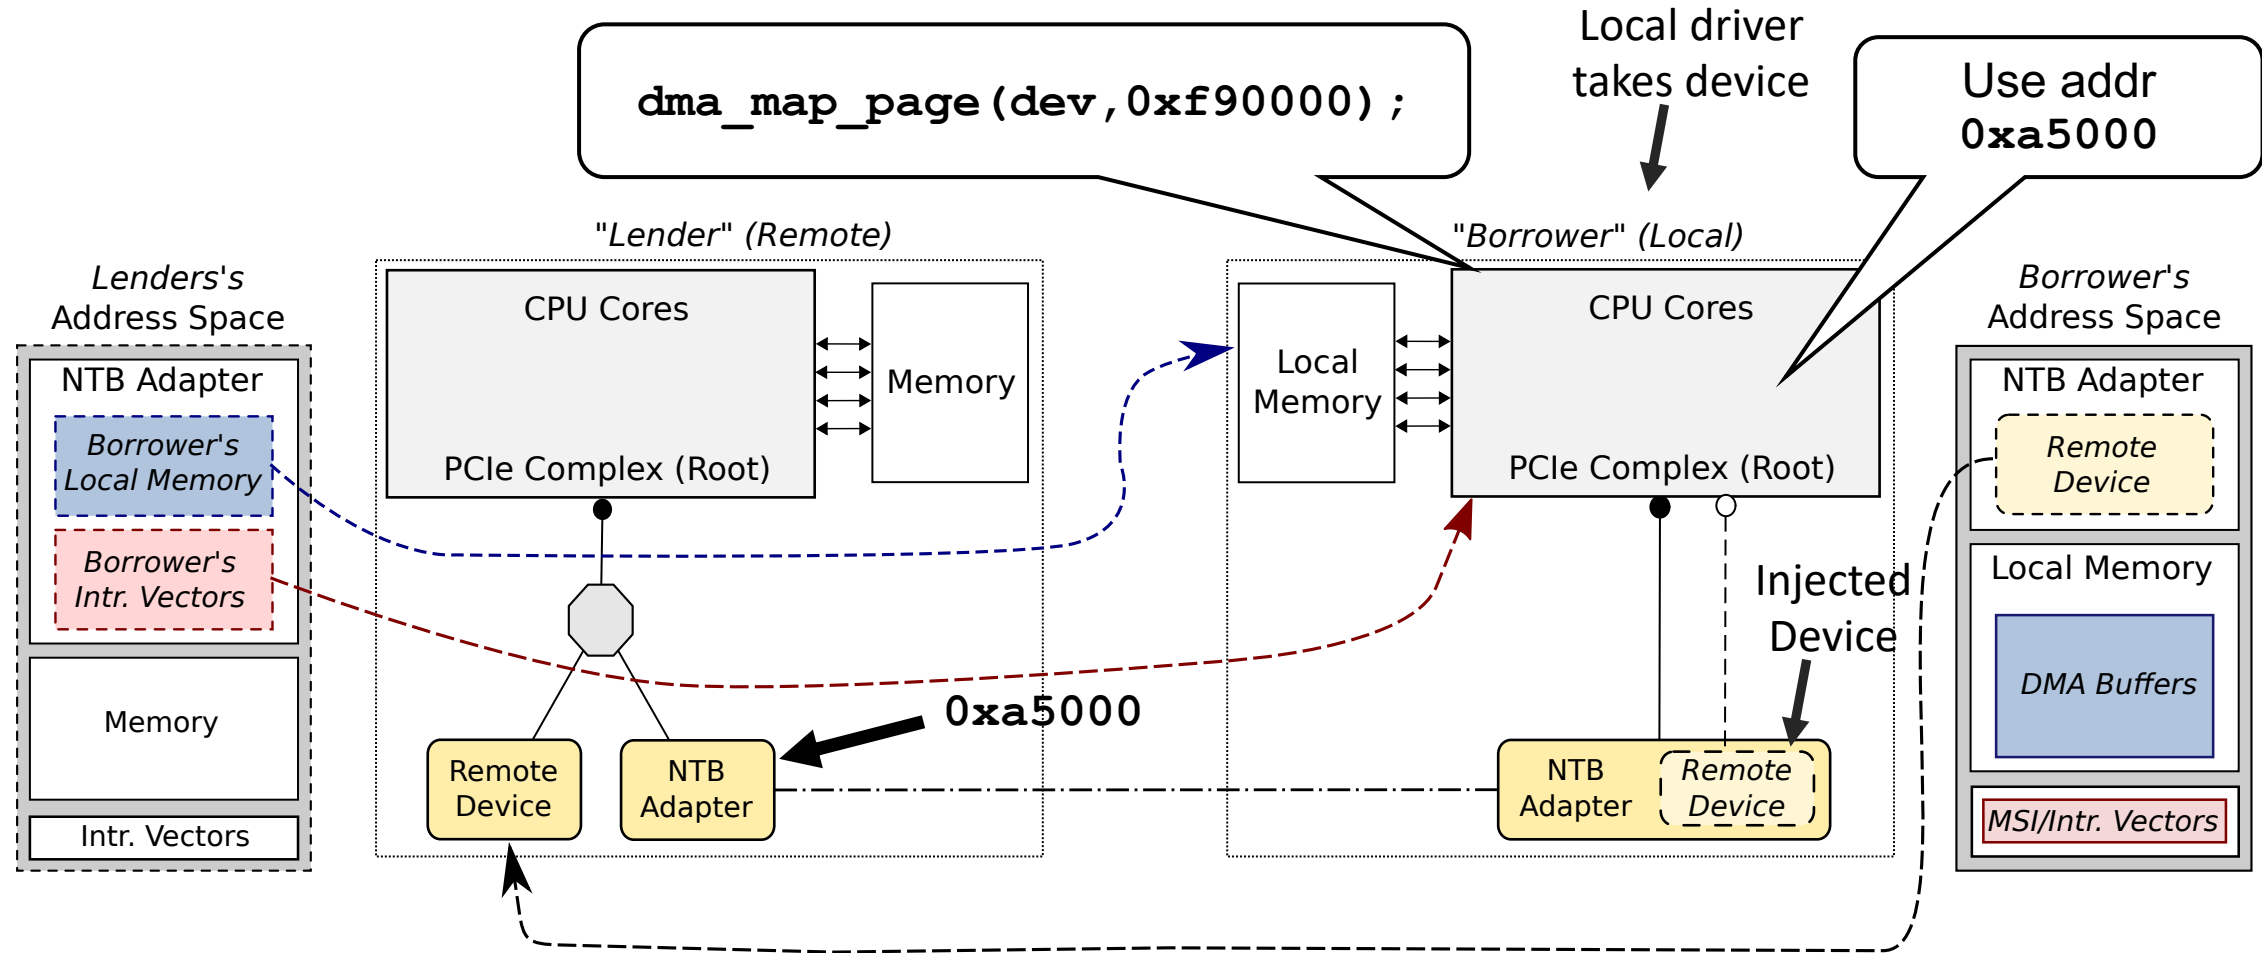 Local driver
takes device
dma_map_page(dev,0xf90000);
Use addr
0xa5000
"Lender" (Remote)
"Borrower" (Local)
Lenders's
Address Space
NTB Adapter
Borrower's
Local Memory
Borrower's
Intr. Vectors
Memory
Intr. Vectors
CPU Cores
PCIe Complex (Root)
Memory
Remote
Device
NTB
Adapter
0xa5000
Local
Memory
CPU Cores
PCIe Complex (Root)
Injected
Device
NTB
Adapter
Remote
Device
Borrower's
Address Space
NTB Adapter
Remote
Device
Local Memory
DMA Buffers
MSI/Intr. Vectors